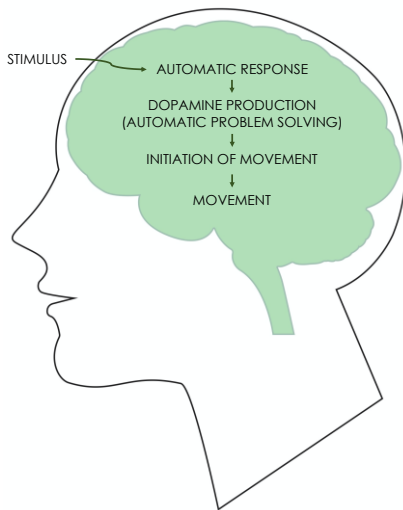 STIMULUS
AUTOMATIC RESPONSE
DOPAMINE PRODUCTION
(AUTOMATIC PROBLEM SOLVING)
INITIATION OF MOVEMENT
MOVEMENT